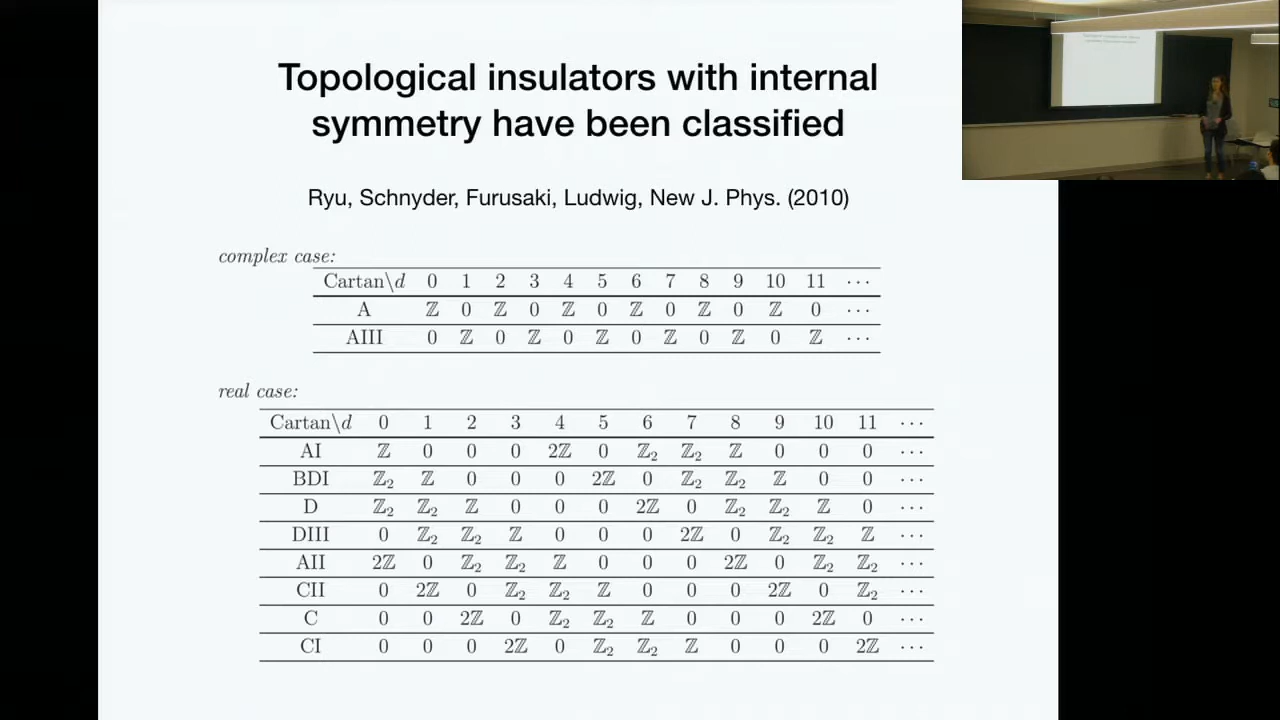 Topological insulators with internal
symmetry have been classified
Ryu, Schnyder, Furusaki, Ludwig, New J. Phys. (2010)
complex case:
Cartan\d 0 1 2 3 4 5 6 7 8 9 10 11 ⋯
A ℤ 0 ℤ 0 ℤ 0 ℤ 0 ℤ 0 ℤ 0 ⋯
AIII 0 ℤ 0 ℤ 0 ℤ 0 ℤ 0 ℤ 0 ℤ ⋯
real case:
Cartan\d 0 1 2 3 4 5 6 7 8 9 10 11 ⋯
AI ℤ 0 0 0 2ℤ 0 ℤ₂ ℤ₂ ℤ 0 0 0 ⋯
BDI ℤ₂ ℤ 0 0 0 2ℤ 0 ℤ₂ ℤ₂ ℤ 0 0 ⋯
D ℤ₂ ℤ₂ ℤ 0 0 0 2ℤ 0 ℤ₂ ℤ₂ ℤ 0 ⋯
DIII 0 ℤ₂ ℤ₂ ℤ 0 0 0 2ℤ 0 ℤ₂ ℤ₂ ℤ ⋯
AII 2ℤ 0 ℤ₂ ℤ₂ ℤ 0 0 0 2ℤ 0 ℤ₂ ℤ₂ ⋯
CII 0 2ℤ 0 ℤ₂ ℤ₂ ℤ 0 0 0 2ℤ 0 ℤ₂ ⋯
C 0 0 2ℤ 0 ℤ₂ ℤ₂ ℤ 0 0 0 2ℤ 0 ⋯
CI 0 0 0 2ℤ 0 ℤ₂ ℤ₂ ℤ 0 0 0 2ℤ ⋯